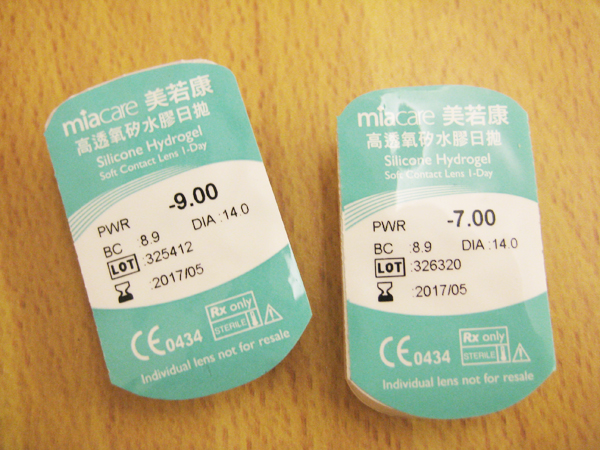 miacare 美若康
高透氧矽水膠日拋
Silicone Hydrogel
Soft Contact Lens 1-Day
PWR -9.00
BC :8.9 DIA :14.0
LOT :325412
:2017/05
CE 0434
Rx only
STERILE
Individual lens not for resale
miacare 美若康
高透氧矽水膠日拋
Silicone Hydrogel
Soft Contact Lens 1-Day
PWR -7.00
BC :8.9 DIA :14.0
LOT :326320
:2017/05
CE 0434
Rx only
STERILE
Individual lens not for resale